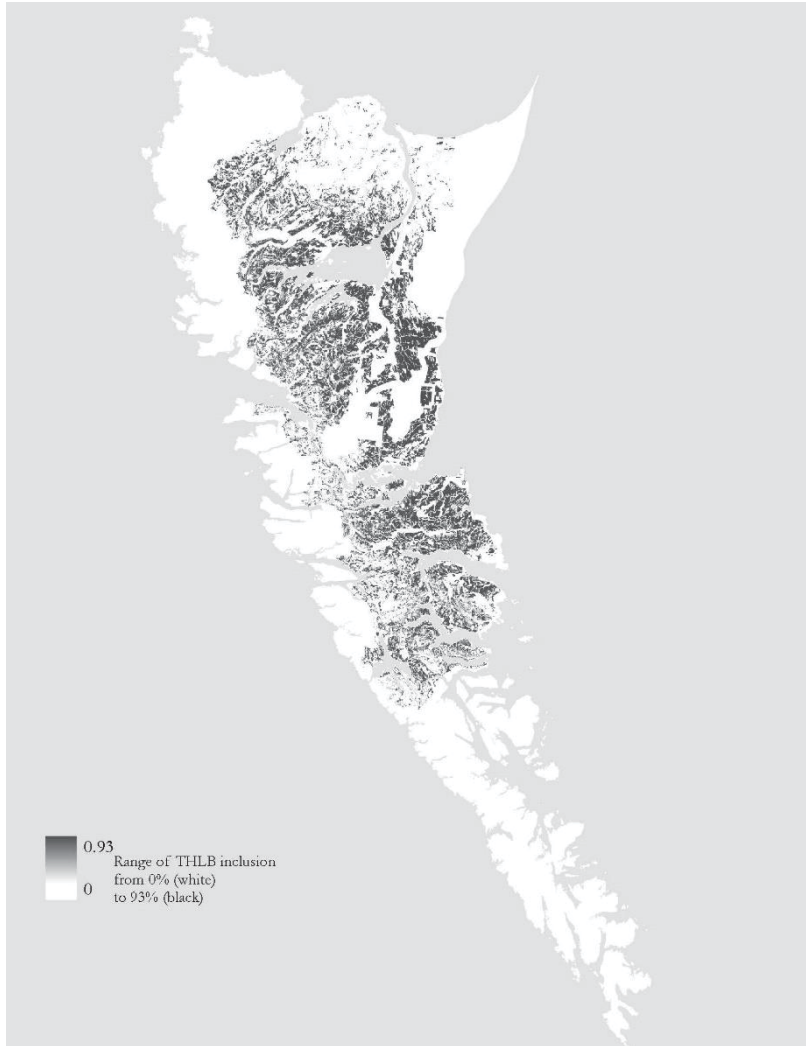 0.93
Range of THLB inclusion
from 0% (white)
0
to 93% (black)